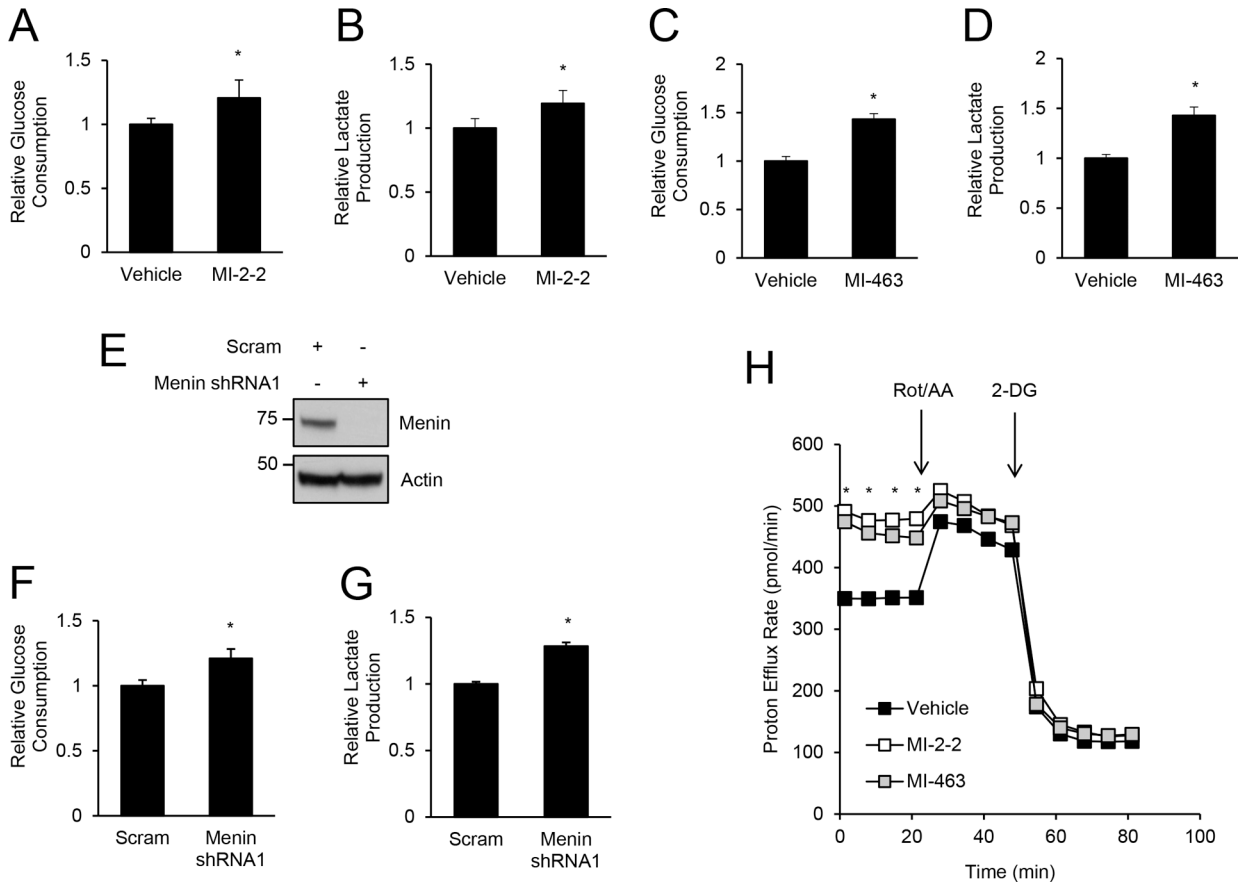 A
Relative Glucose
Consumption
1.5
1
0.5
0
*
Vehicle
MI-2-2
B
Relative Lactate
Production
1.5
1
0.5
0
*
Vehicle
MI-2-2
C
Relative Glucose
Consumption
2
1.5
1
0.5
0
*
Vehicle
MI-463
D
Relative Lactate
Production
2
1.5
1
0.5
0
*
Vehicle
MI-463
E
Scram + -
Menin shRNA1 - +
75
Menin
50
Actin
F
Relative Glucose
Consumption
1.5
1
0.5
0
*
Scram
Menin
shRNA1
G
Relative Lactate
Production
1.5
1
0.5
0
*
Scram
Menin
shRNA1
H
Rot/AA
2-DG
Proton Efflux Rate (pmol/min)
600
500
400
300
200
100
0
* * * *
Vehicle
MI-2-2
MI-463
0 20 40 60 80 100
Time (min)